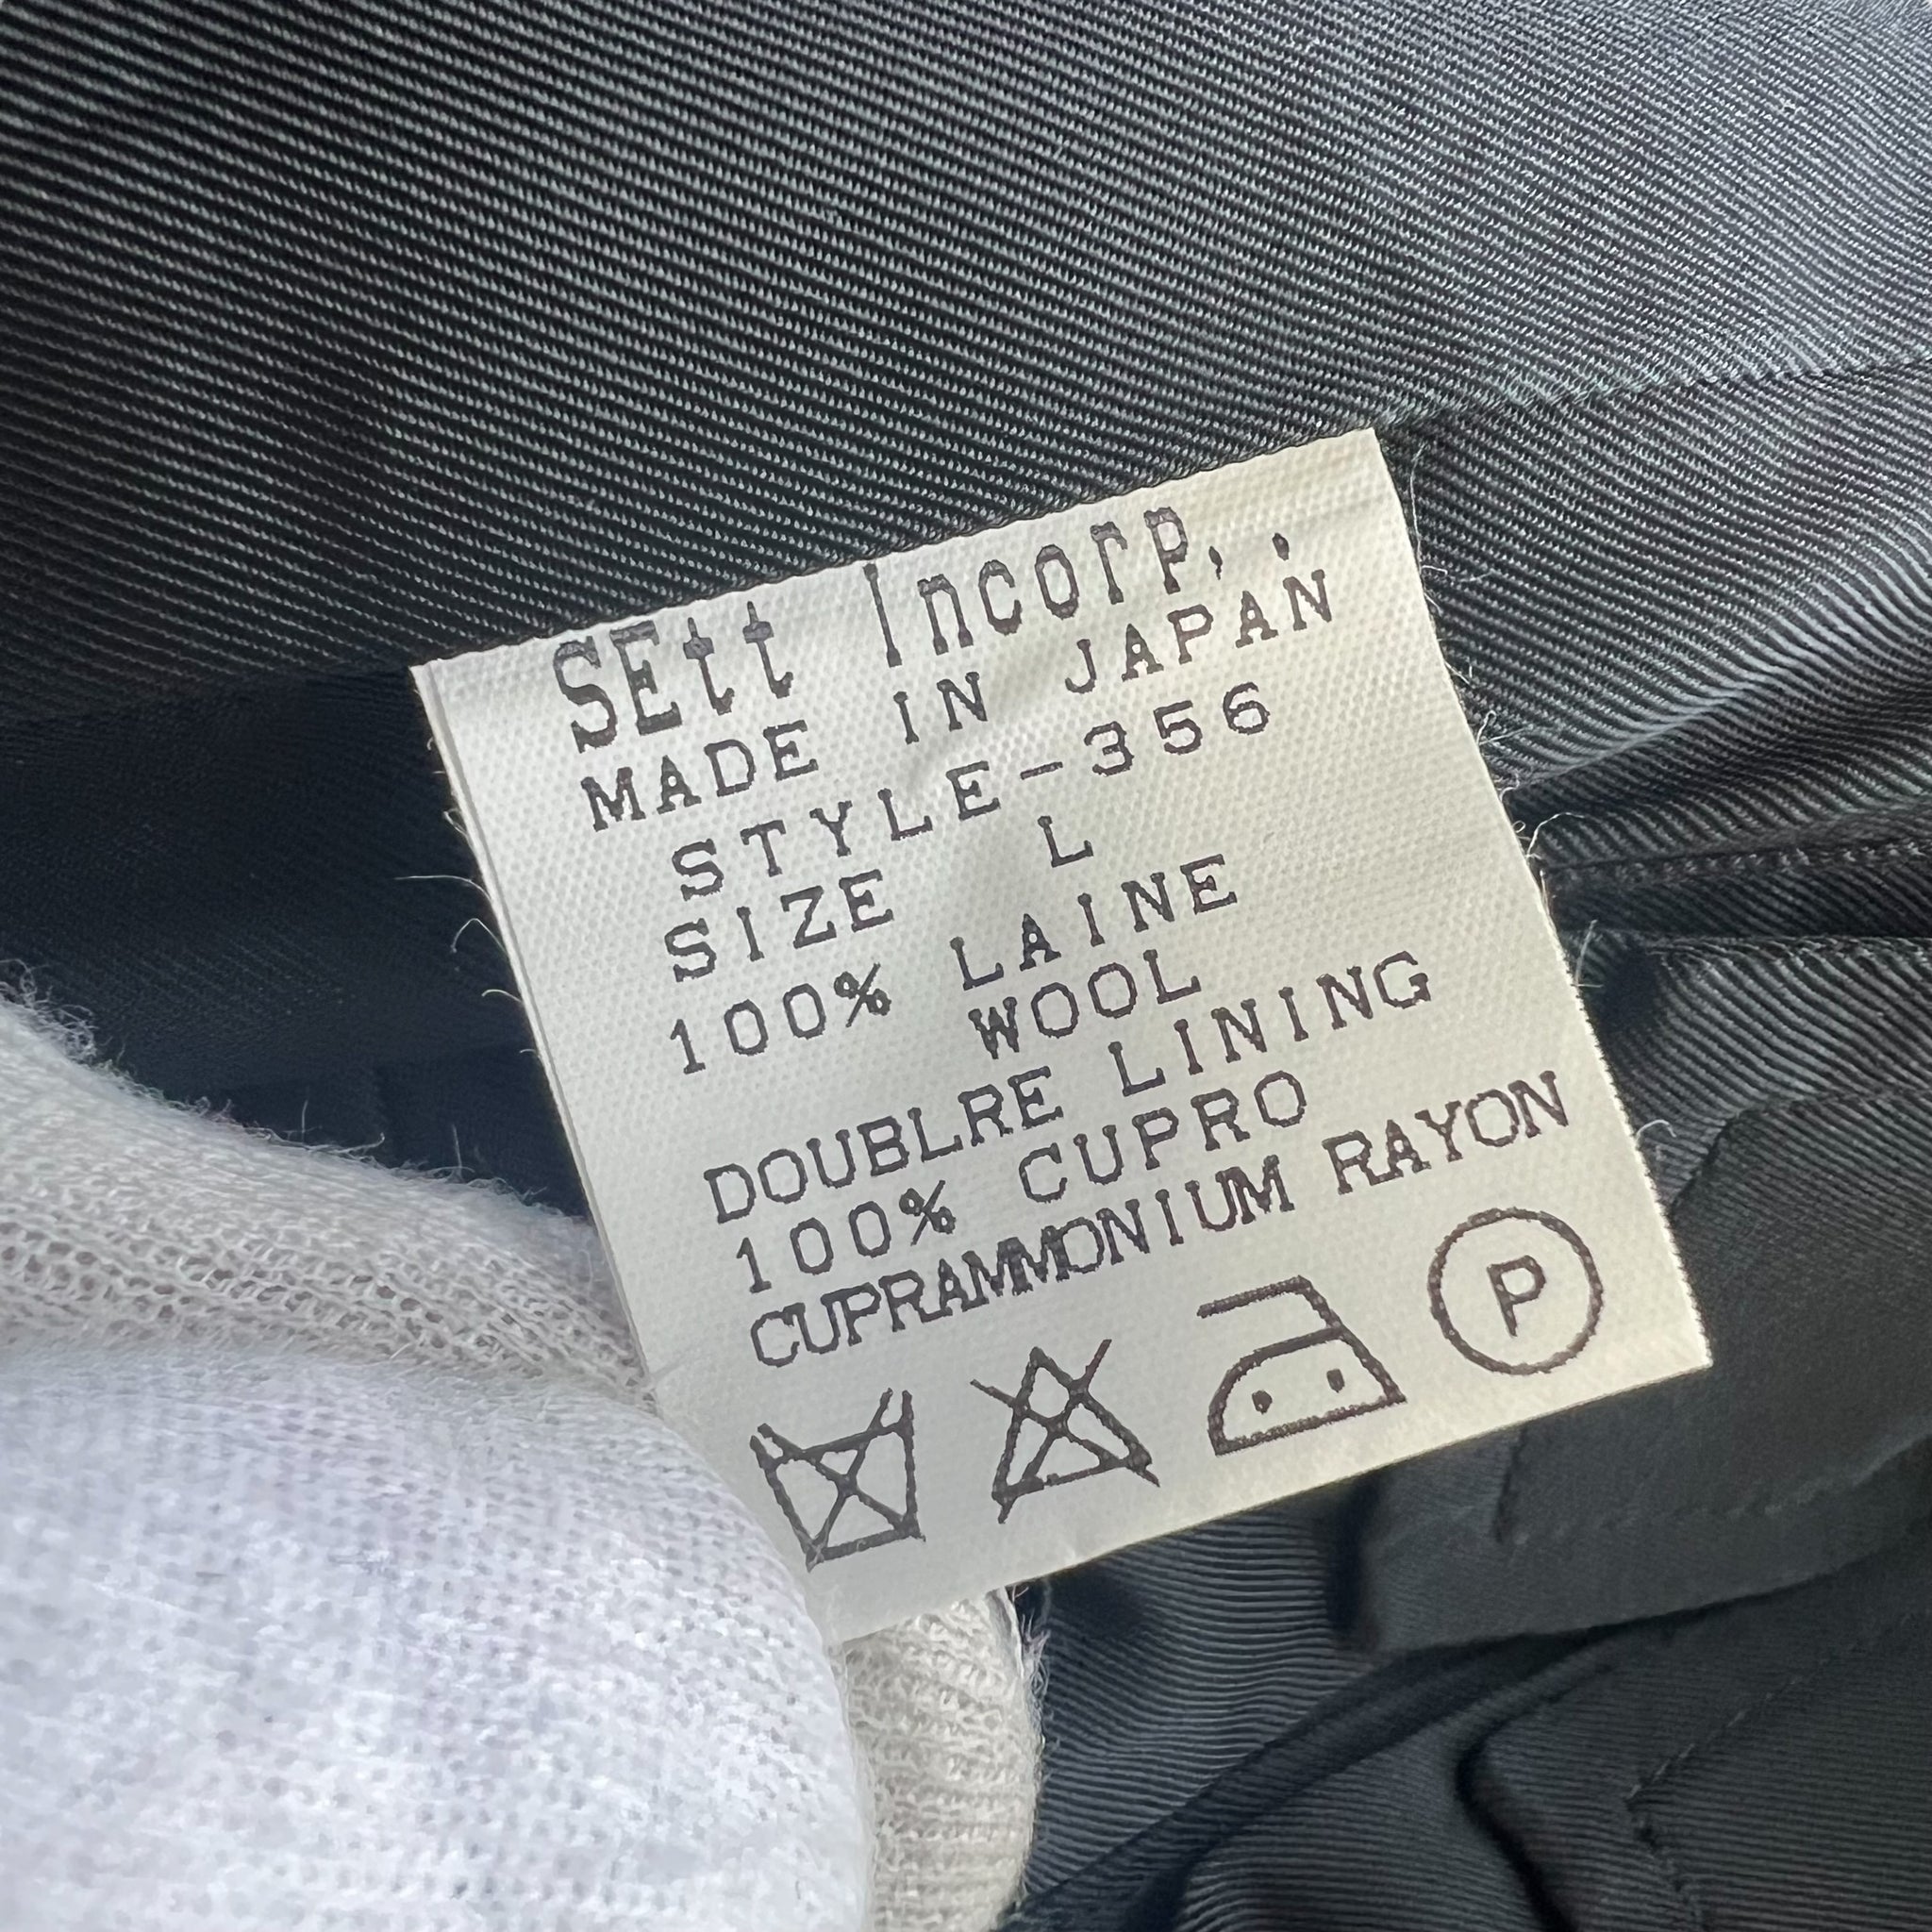 SEtt Incorp,.
MADE IN JAPAN
STYLE-356
SIZE L
100% LAINE
WOOL
DOUBLRE LINING
100% CUPRO
CUPRAMMONIUM RAYON
P